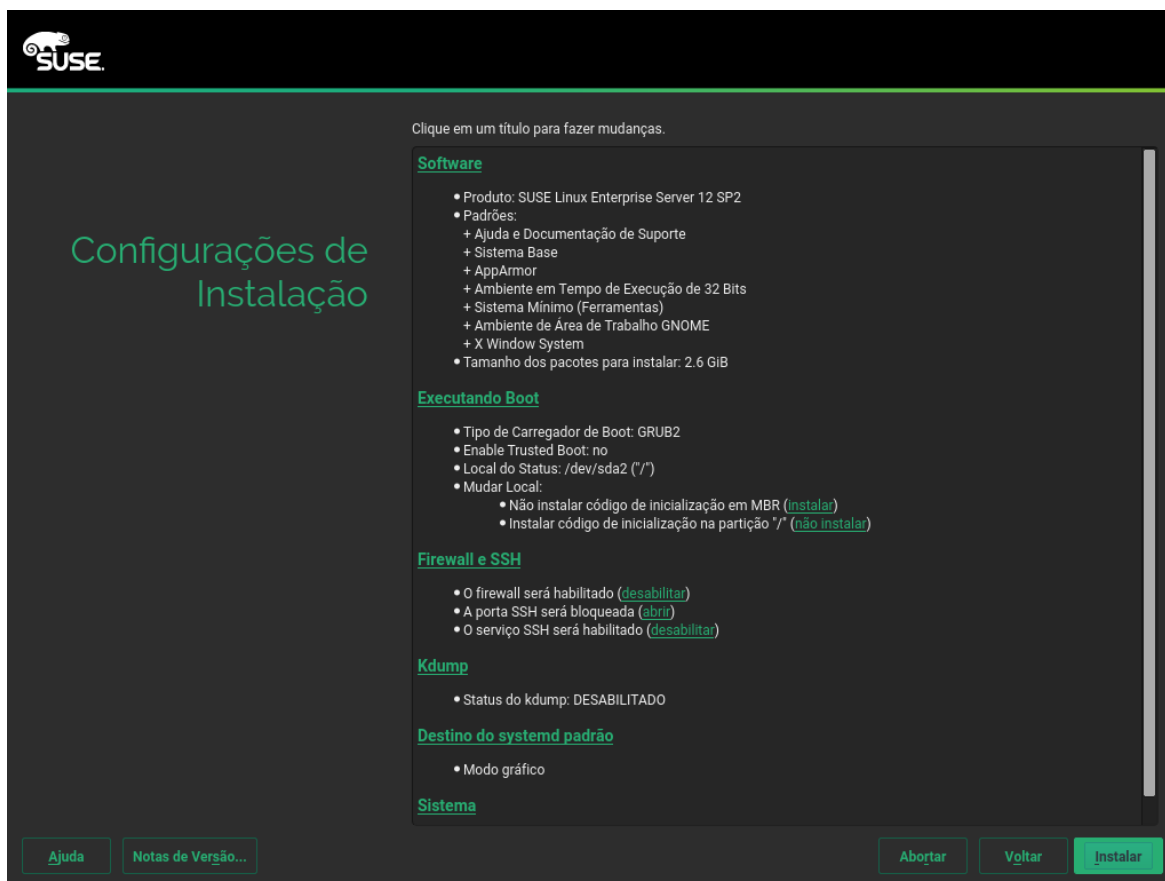 SUSE.
Clique em um título para fazer mudanças.
Configurações de
Instalação
Software
• Produto: SUSE Linux Enterprise Server 12 SP2
• Padrões:
+ Ajuda e Documentação de Suporte
+ Sistema Base
+ AppArmor
+ Ambiente em Tempo de Execução de 32 Bits
+ Sistema Mínimo (Ferramentas)
+ Ambiente de Área de Trabalho GNOME
+ X Window System
• Tamanho dos pacotes para instalar: 2.6 GiB
Executando Boot
• Tipo de Carregador de Boot: GRUB2
• Enable Trusted Boot: no
• Local do Status: /dev/sda2 ("/")
• Mudar Local:
• Não instalar código de inicialização em MBR (instalar)
• Instalar código de inicialização na partição "/" (não instalar)
Firewall e SSH
• O firewall será habilitado (desabilitar)
• A porta SSH será bloqueada (abrir)
• O serviço SSH será habilitado (desabilitar)
Kdump
• Status do kdump: DESABILITADO
Destino do systemd padrão
• Modo gráfico
Sistema
Ajuda
Notas de Versão...
Abortar
Voltar
Instalar